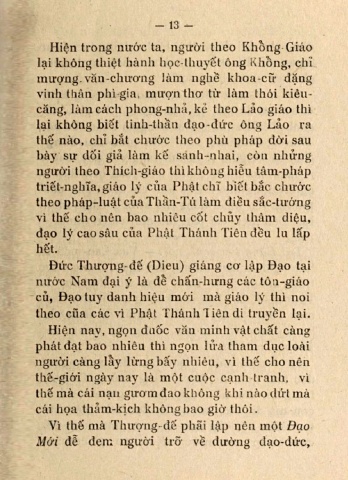 — 13 —
Hiện trong nước ta, người theo Khổng-Giáo
lại không thiệt hành học-thuyết ông Khổng, chỉ
mượng-văn-chương làm nghề khoa-cữ đặng
vinh thân phì-gia, mượn thơ từ làm thói kiêu-
căng, làm cách phong-nhả, kẻ theo Lảo giáo thì
lại không biết tinh-thần đạo-đức ông Lảo ra
thế nào, chỉ bắt chước theo phù pháp dời sau
bày sự dối giả làm kế sánh-nhai, còn những
người theo Thích-giáo thì không hiễu tâm-pháp
triết-nghĩa, giáo lý của Phật chỉ biết bắc chước
theo pháp-luật của Thần-Tú làm diều sắc-tướng
vì thế cho nên bao nhiêu cốt chủy thâm diệu,
đạo lý cao sâu của Phật Thánh Tiên đều lu lấp
hết.
Đức Thượng-đế (Dieu) giáng cơ lập Đạo tại
nước Nam đại ý là để chấn-hưng các tôn-giáo
củ, Đạo tuy danh hiệu mới mà giáo lý thì noi
theo của các vì Phật Thánh Tiên di truyền lại.
Hiện nay, ngọn đuốc văn minh vật chất càng
phát đạt bao nhiêu thì ngọn lửa tham dục loài
người càng lẫy lừng bấy nhiêu, vì thế cho nên
thế-giới ngày nay là một cuộc cạnh-tranh, vì
thế mà cái nạn gươm đao không khi nào dứt mà
cái họa thảm-kịch không bao giờ thôi.
Vì thế mà Thượng-đế phải lập nên một Đạo
Mới để đem người trỡ về đường đạo-đức,